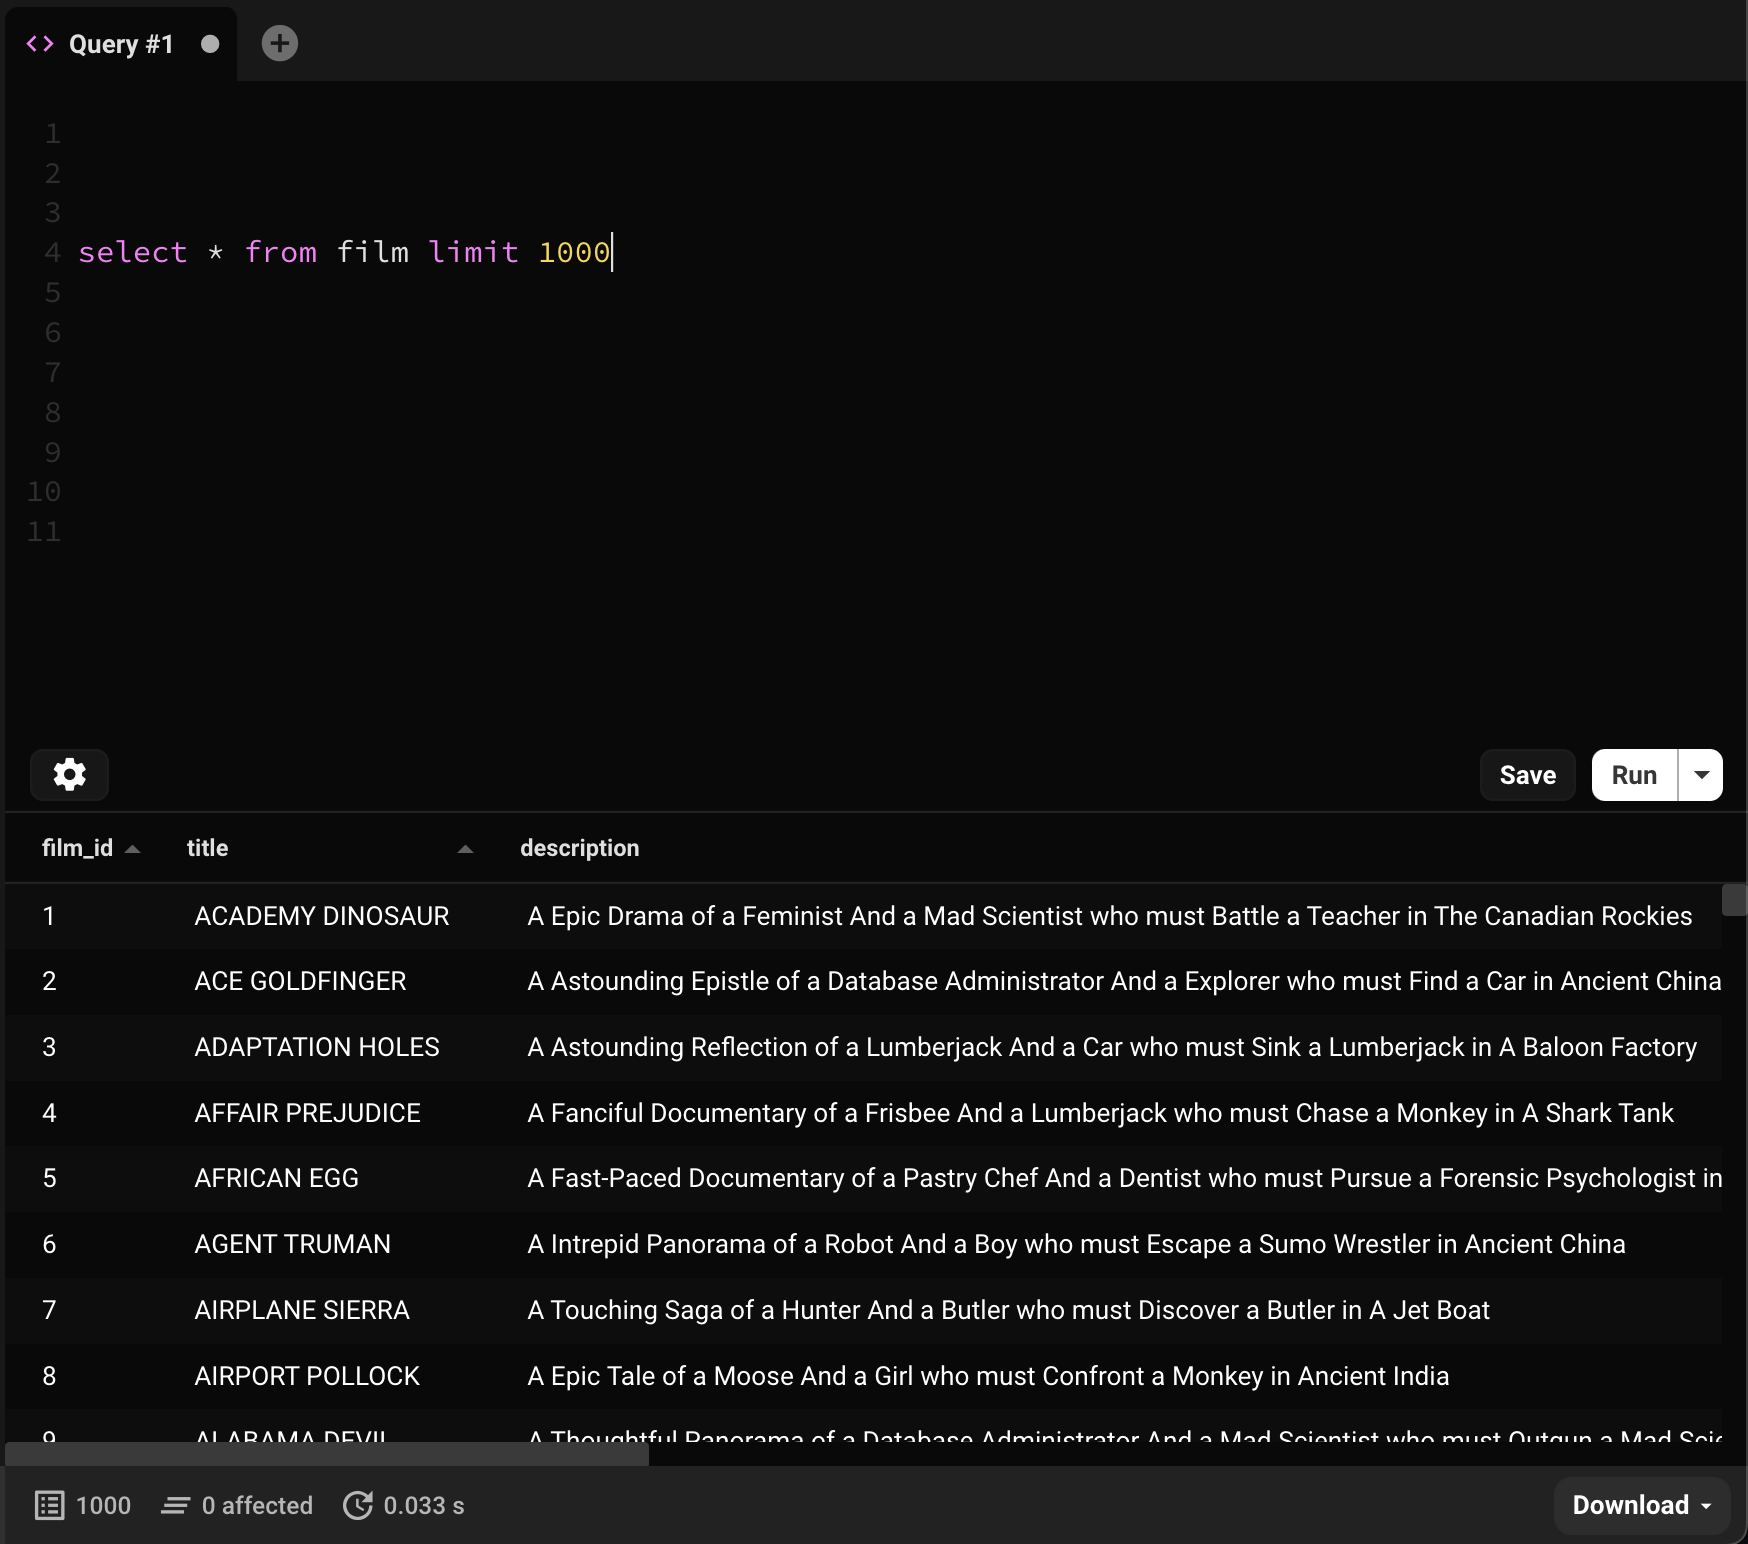 Query #1
1
2
3
4 select * from film limit 1000
5
6
7
8
9
10
11
Save Run
film_id title description
1 ACADEMY DINOSAUR A Epic Drama of a Feminist And a Mad Scientist who must Battle a Teacher in The Canadian Rockies
2 ACE GOLDFINGER A Astounding Epistle of a Database Administrator And a Explorer who must Find a Car in Ancient China
3 ADAPTATION HOLES A Astounding Reflection of a Lumberjack And a Car who must Sink a Lumberjack in A Baloon Factory
4 AFFAIR PREJUDICE A Fanciful Documentary of a Frisbee And a Lumberjack who must Chase a Monkey in A Shark Tank
5 AFRICAN EGG A Fast-Paced Documentary of a Pastry Chef And a Dentist who must Pursue a Forensic Psychologist in
6 AGENT TRUMAN A Intrepid Panorama of a Robot And a Boy who must Escape a Sumo Wrestler in Ancient China
7 AIRPLANE SIERRA A Touching Saga of a Hunter And a Butler who must Discover a Butler in A Jet Boat
8 AIRPORT POLLOCK A Epic Tale of a Moose And a Girl who must Confront a Monkey in Ancient India
9 ALABAMA DEVIL A Thoughtful Panorama of a Database Administrator And a Mad Scientist who must Outgun a Mad Scie
1000 0 affected 0.033 s Download